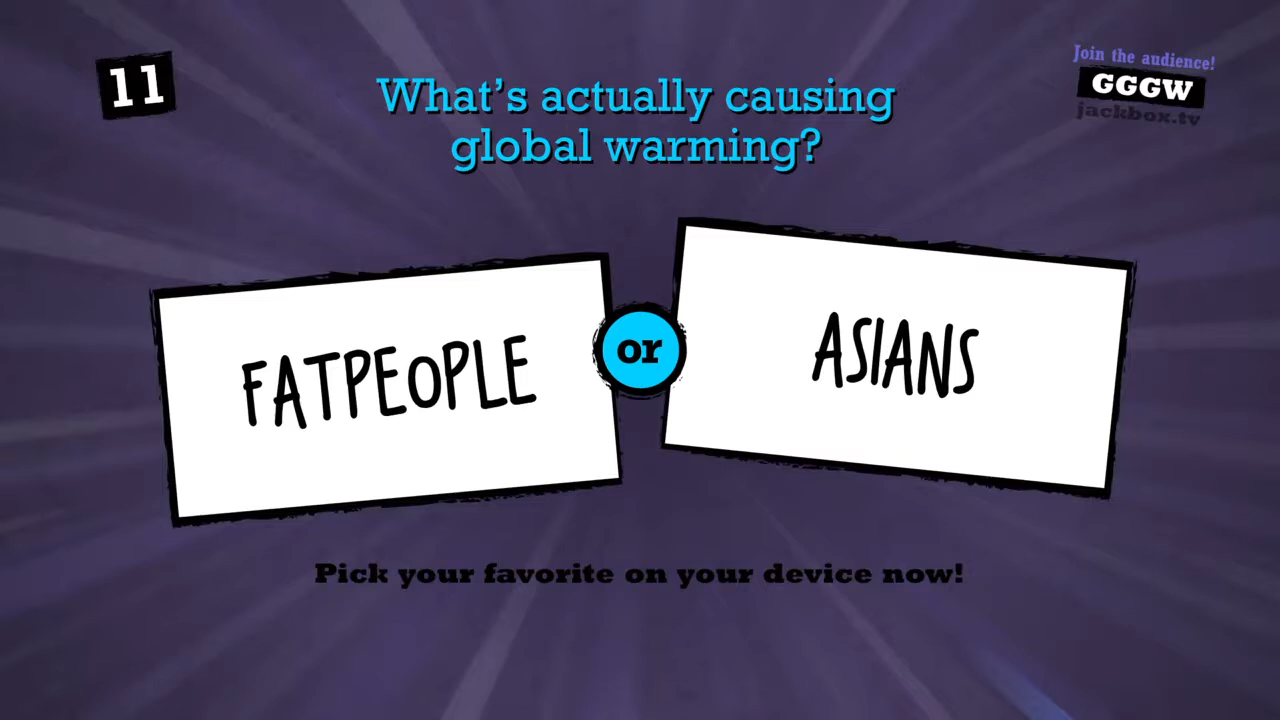 11
What's actually causing
global warming?
Join the audience!
GGGW
jackbox.tv
FATPEOPLE
or
ASIANS
Pick your favorite on your device now!